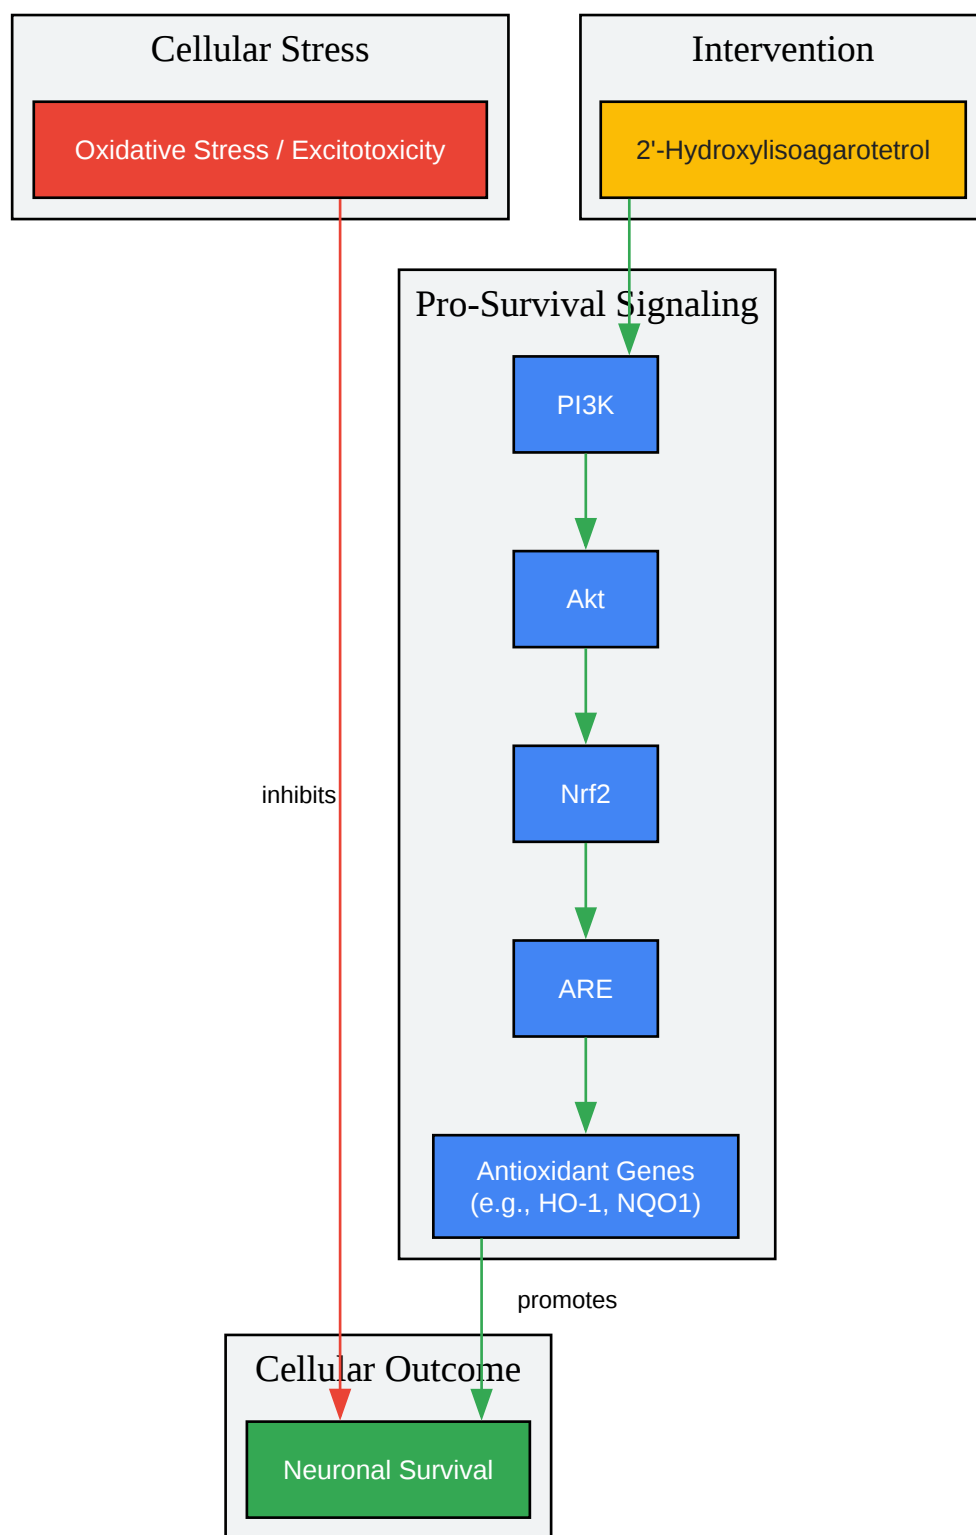 Cellular Stress
Oxidative Stress / Excitotoxicity
Intervention
2'-Hydroxylisoagarotetrol
Pro-Survival Signaling
PI3K
Akt
Nrf2
inhibits
ARE
Antioxidant Genes
(e.g., HO-1, NQO1)
promotes
Cellular Outcome
Neuronal Survival